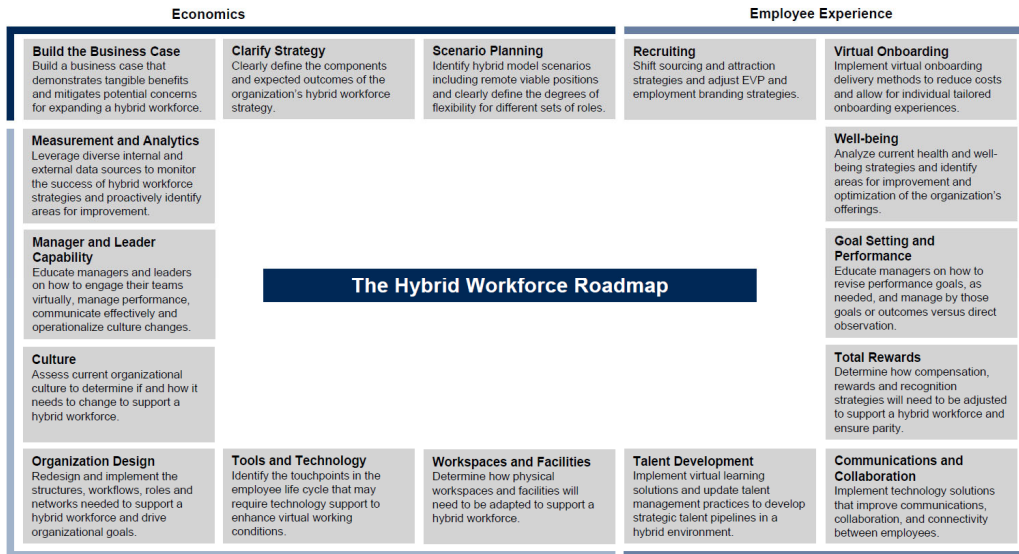 Economics
Employee Experience
Build the Business Case
Build a business case that
demonstrates tangible benefits
and mitigates potential concerns
for expanding a hybrid workforce.
Clarify Strategy
Clearly define the components
and expected outcomes of the
organization's hybrid workforce
strategy.
Scenario Planning
Identify hybrid model scenarios
including remote viable positions
and clearly define the degrees of
flexibility for different sets of roles.
Recruiting
Shift sourcing and attraction
strategies and adjust EVP and
employment branding strategies.
Virtual Onboarding
Implement virtual onboarding
delivery methods to reduce costs
and allow for individual tailored
onboarding experiences.
Measurement and Analytics
Leverage diverse internal and
external data sources to monitor
the success of hybrid workforce
strategies and proactively identify
areas for improvement.
Well-being
Analyze current health and well-
being strategies and identify
areas for improvement and
optimization of the organization's
offerings.
Manager and Leader
Capability
Educate managers and leaders
on how to engage their teams
virtually, manage performance,
communicate effectively and
operationalize culture changes.
The Hybrid Workforce Roadmap
Goal Setting and
Performance
Educate managers on how to
revise performance goals, as
needed, and manage by those
goals or outcomes versus direct
observation.
Culture
Assess current organizational
culture to determine if and how it
needs to change to support a
hybrid workforce.
Total Rewards
Determine how compensation,
rewards and recognition
strategies will need to be adjusted
to support a hybrid workforce and
ensure parity.
Organization Design
Redesign and implement the
structures, workflows, roles and
networks needed to support a
hybrid workforce and drive
organizational goals.
Tools and Technology
Identify the touchpoints in the
employee life cycle that may
require technology support to
enhance virtual working
conditions.
Workspaces and Facilities
Determine how physical
workspaces and facilities will
need to be adapted to support a
hybrid workforce.
Talent Development
Implement virtual learning
solutions and update talent
management practices to develop
strategic talent pipelines in a
hybrid environment.
Communications and
Collaboration
Implement technology solutions
that improve communications,
collaboration, and connectivity
between employees.